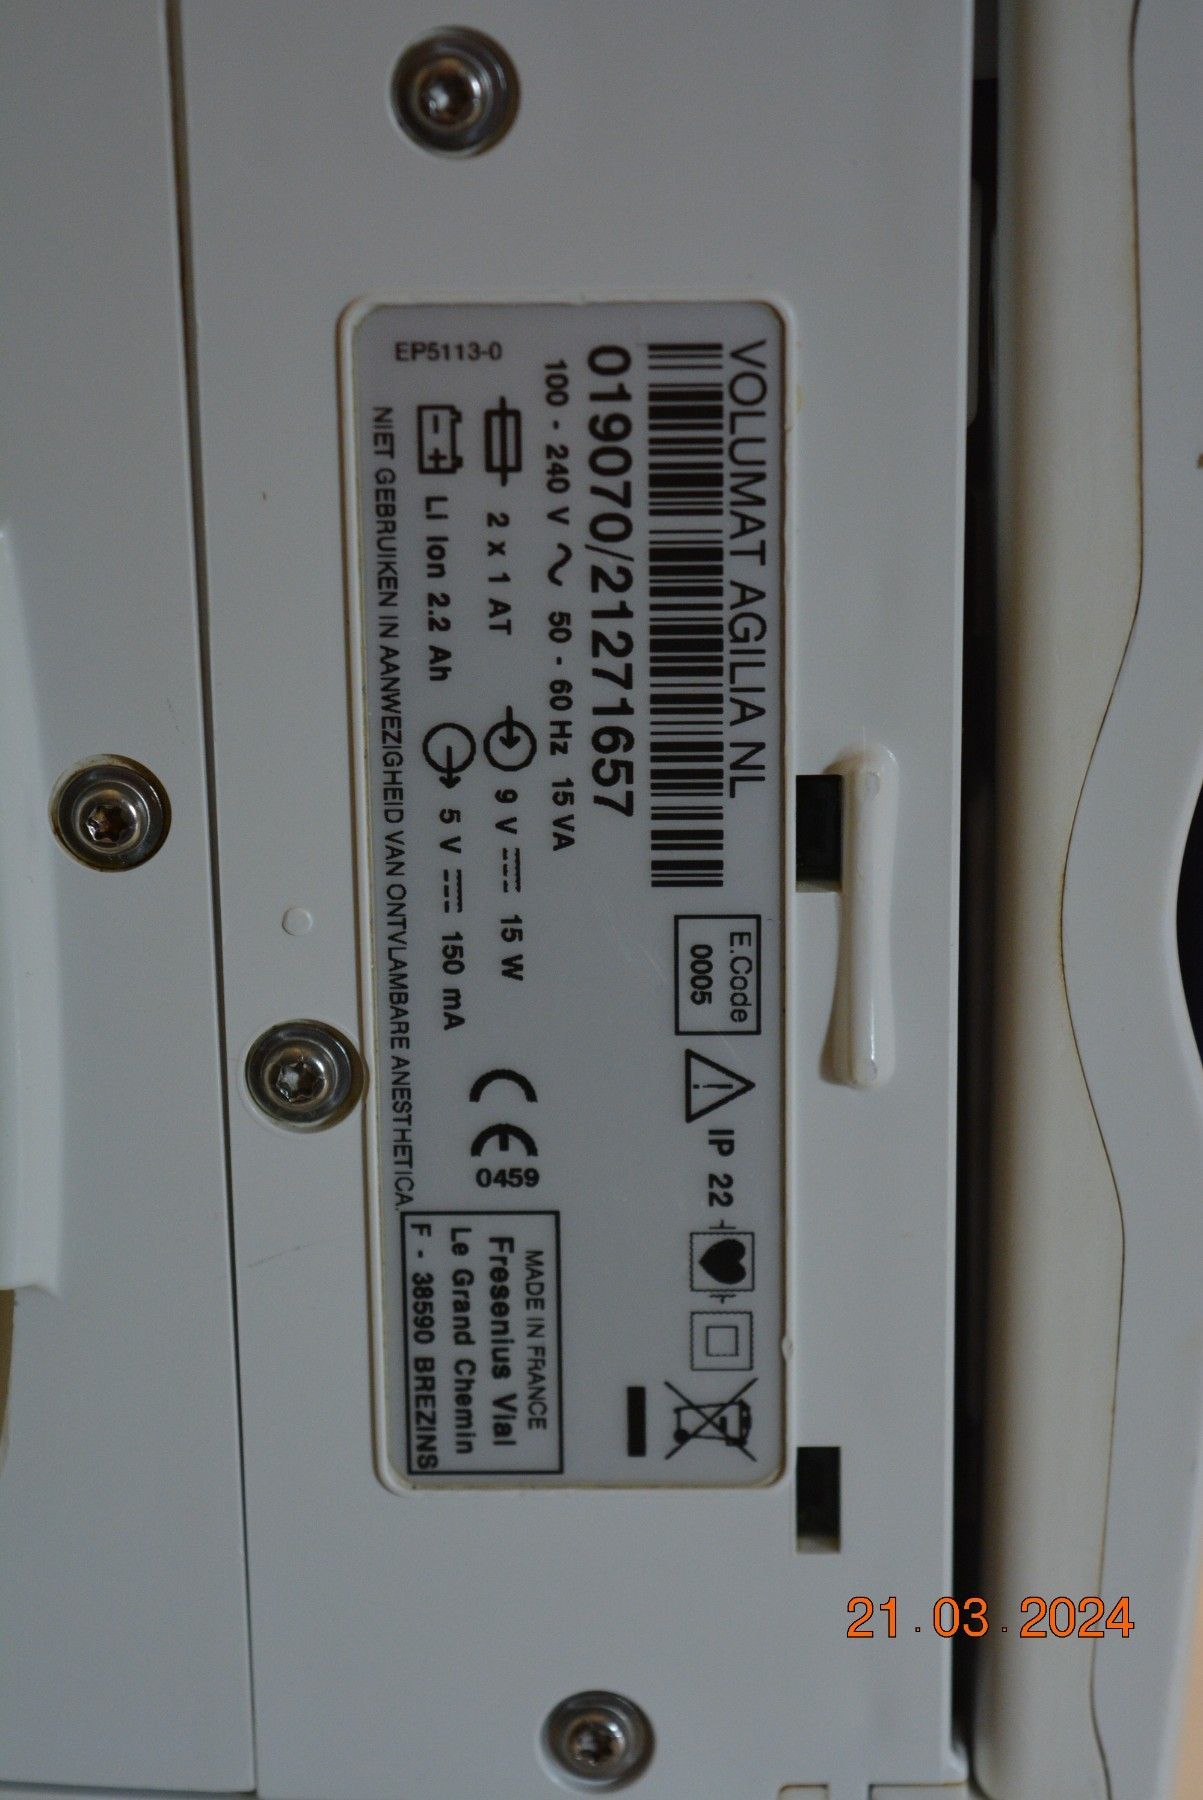 VOLUMAT AGILIA NL
E.Code
0005
IP 22
019070/21271657
100 - 240 V ~ 50 - 60 Hz 15 VA
2 x 1 AT
9 V ⎓ 15 W
EP5113-0
Li Ion 2.2 Ah
5 V ⎓ 150 mA
CE
0459
NIET GEBRUIKEN IN AANWEZIGHEID VAN ONTVLAMBARE ANESTHETICA.
MADE IN FRANCE
Fresenius Vial
Le Grand Chemin
F - 38590 BREZINS
21.03.2024